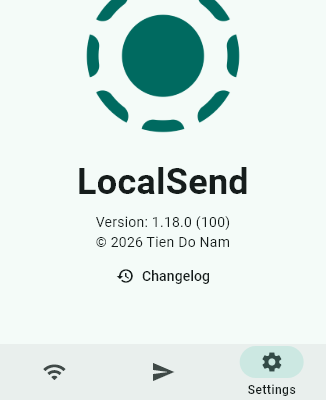 LocalSend
Version: 1.18.0 (100)
© 2026 Tien Do Nam
Changelog
Settings